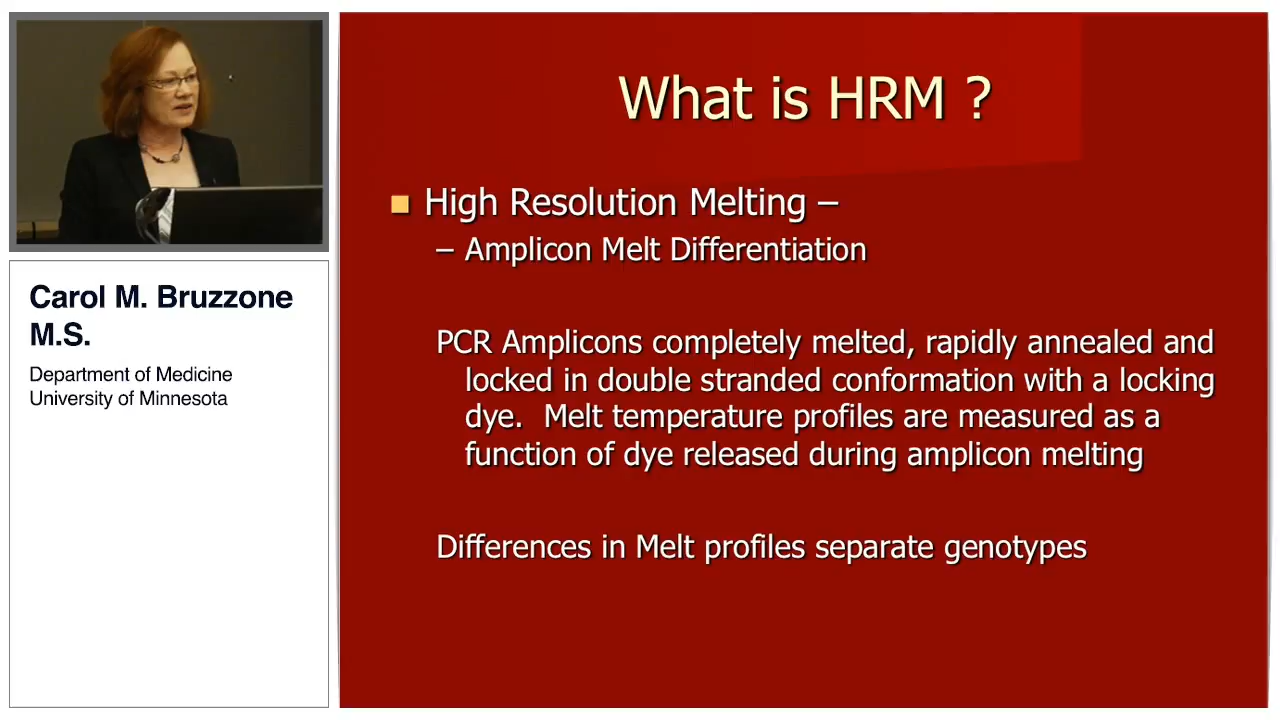 What is HRM ?
High Resolution Melting –
– Amplicon Melt Differentiation
PCR Amplicons completely melted, rapidly annealed and
locked in double stranded conformation with a locking
dye. Melt temperature profiles are measured as a
function of dye released during amplicon melting
Differences in Melt profiles separate genotypes
Carol M. Bruzzone
M.S.
Department of Medicine
University of Minnesota